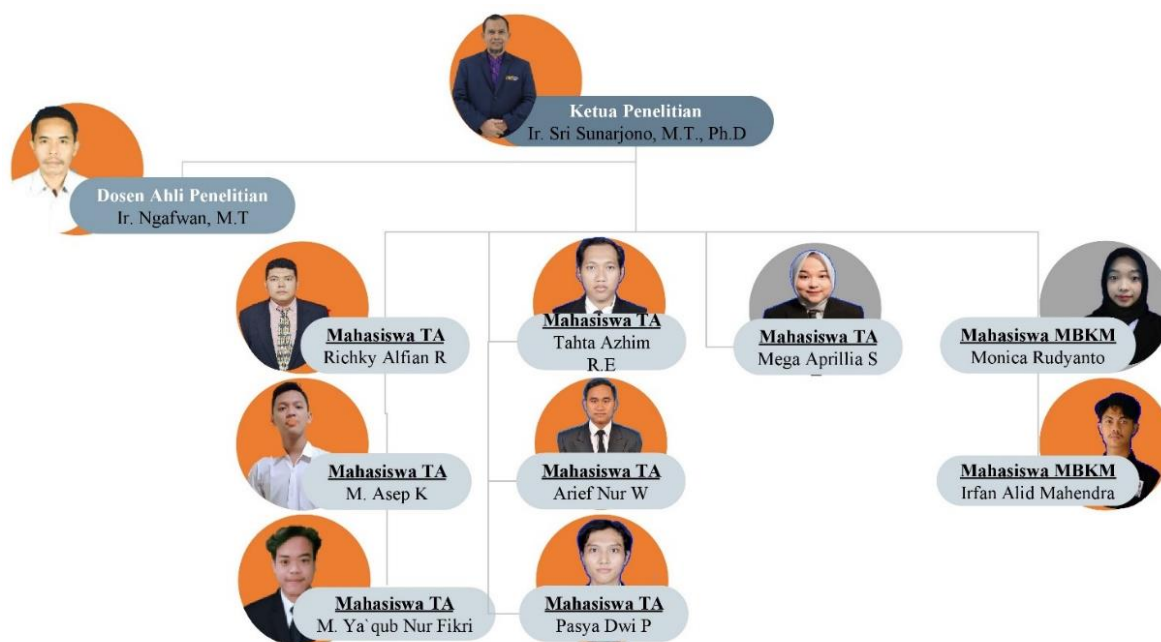 Ketua Penelitian
Ir. Sri Sunarjono, M.T., Ph.D
Dosen Ahli Penelitian
Ir. Ngafwan, M.T
Mahasiswa TA
Richky Alfian R
Mahasiswa TA
Tahta Azhim
R.E
Mahasiswa TA
Mega Aprillia S
Mahasiswa MBKM
Monica Rudyanto
Mahasiswa TA
M. Asep K
Mahasiswa TA
Arief Nur W
Mahasiswa MBKM
Irfan Alid Mahendra
Mahasiswa TA
M. Ya`qub Nur Fikri
Mahasiswa TA
Pasya Dwi P